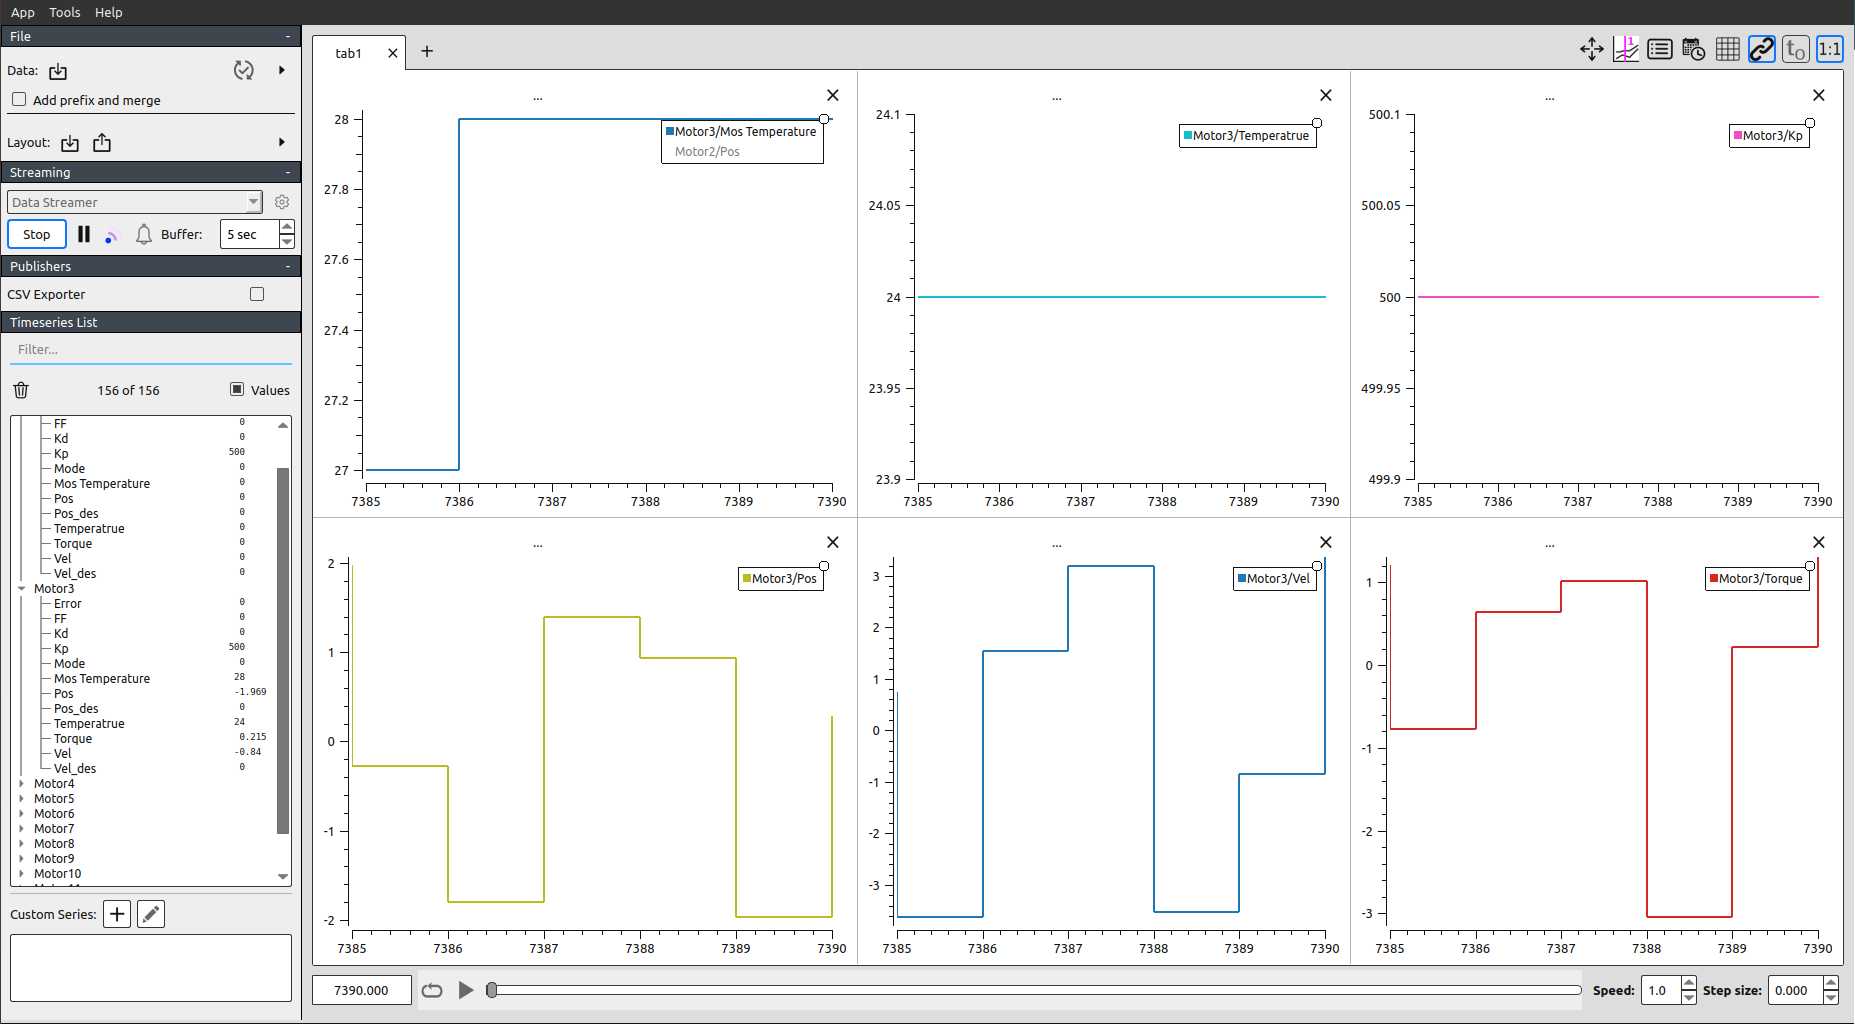 App Tools Help
File -
Data:
Add prefix and merge
Layout:
Streaming -
Data Streamer
Stop Buffer: 5 sec
Publishers -
CSV Exporter
Timeseries List
Filter...
156 of 156 Values
FF 0
Kd 0
Kp 500
Mode 0
Mos Temperature 0
Pos 0
Pos_des 0
Temperatrue 0
Torque 0
Vel 0
Vel_des 0
Motor3
Error 0
FF 0
Kd 0
Kp 500
Mode 0
Mos Temperature 28
Pos -1.969
Pos_des 0
Temperatrue 24
Torque 0.215
Vel -0.84
Vel_des 0
Motor4
Motor5
Motor6
Motor7
Motor8
Motor9
Motor10
Custom Series:
tab1
1
t0
1:1
...
28
27.8
27.6
27.4
27.2
27
Motor3/Mos Temperature
Motor2/Pos
7385 7386 7387 7388 7389 7390
...
24.1
24.05
24
23.95
23.9
Motor3/Temperatrue
7385 7386 7387 7388 7389 7390
...
500.1
500.05
500
499.95
499.9
Motor3/Kp
7385 7386 7387 7388 7389 7390
...
2
1
0
-1
-2
Motor3/Pos
7385 7386 7387 7388 7389 7390
...
3
2
1
0
-1
-2
-3
Motor3/Vel
7385 7386 7387 7388 7389 7390
...
1
0
-1
-2
-3
Motor3/Torque
7385 7386 7387 7388 7389 7390
7390.000 Speed: 1.0 Step size: 0.000